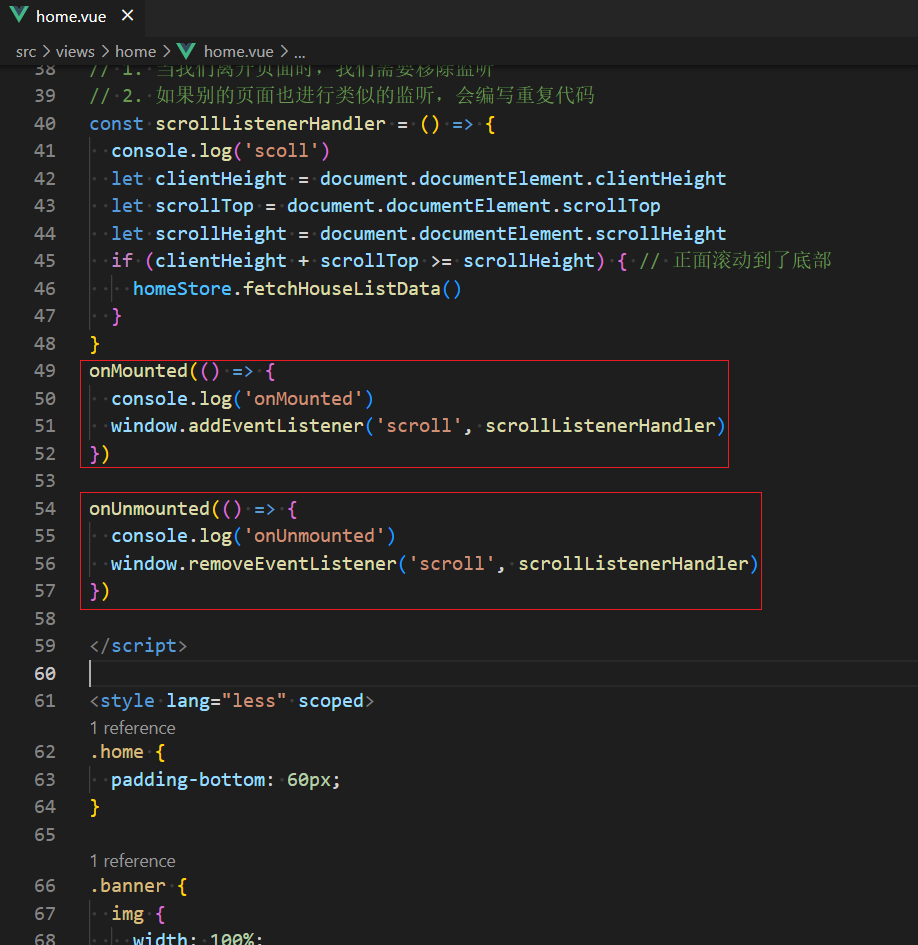 home.vue ×
src > views > home > home.vue > ...
38 // 1. 当我们离开页面时，我们需要移除监听
39 // 2. 如果别的页面也进行类似的监听，会编写重复代码
40 const scrollListenerHandler = () => {
41 console.log('scoll')
42 let clientHeight = document.documentElement.clientHeight
43 let scrollTop = document.documentElement.scrollTop
44 let scrollHeight = document.documentElement.scrollHeight
45 if (clientHeight + scrollTop >= scrollHeight) { // 正面滚动到了底部
46 homeStore.fetchHouseListData()
47 }
48 }
49 onMounted(() => {
50 console.log('onMounted')
51 window.addEventListener('scroll', scrollListenerHandler)
52 })
53
54 onUnmounted(() => {
55 console.log('onUnmounted')
56 window.removeEventListener('scroll', scrollListenerHandler)
57 })
58
59 </script>
60
61 <style lang="less" scoped>
1 reference
62 .home {
63 padding-bottom: 60px;
64 }
65
1 reference
66 .banner {
67 img {
68 width: 100%;